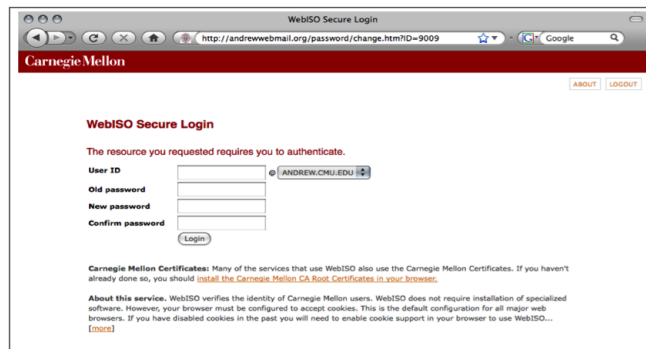 WebISO Secure Login
http://andrewwebmail.org/password/change.htm?ID=9009
Google
Carnegie Mellon
ABOUT LOGOUT
WebISO Secure Login
The resource you requested requires you to authenticate.
User ID @ ANDREW.CMU.EDU
Old password
New password
Confirm password
Login
Carnegie Mellon Certificates: Many of the services that use WebISO also use the Carnegie Mellon Certificates. If you haven't
already done so, you should install the Carnegie Mellon CA Root Certificates in your browser.
About this service. WebISO verifies the identity of Carnegie Mellon users. WebISO does not require installation of specialized
software. However, your browser must be configured to accept cookies. This is the default configuration for all major web
browsers. If you have disabled cookies in the past you will need to enable cookie support in your browser to use WebISO...
[more]